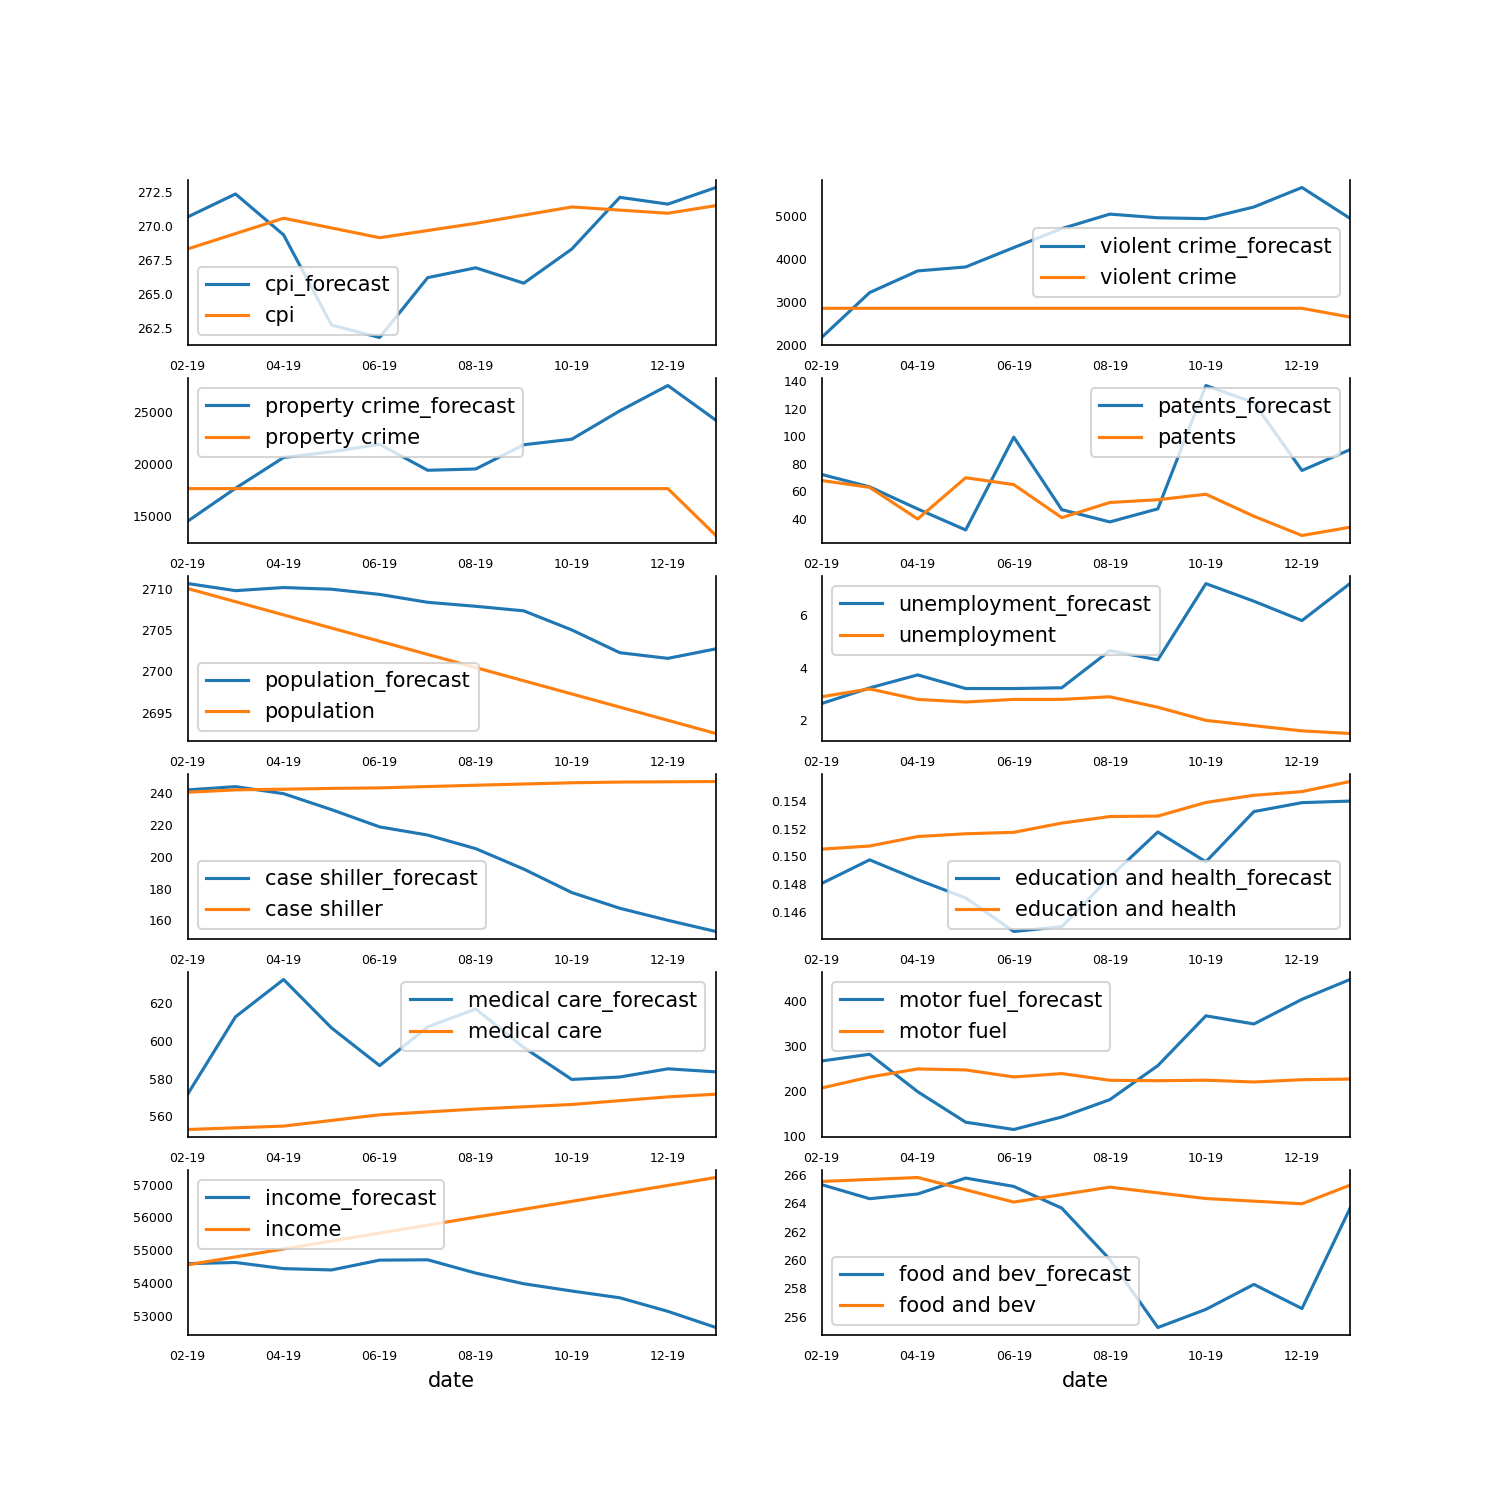 272.5
270.0
267.5
265.0
262.5
cpi_forecast
cpi
02-19 04-19 06-19 08-19 10-19 12-19
5000
4000
3000
2000
violent crime_forecast
violent crime
02-19 04-19 06-19 08-19 10-19 12-19
25000
20000
15000
property crime_forecast
property crime
02-19 04-19 06-19 08-19 10-19 12-19
140
120
100
80
60
40
patents_forecast
patents
02-19 04-19 06-19 08-19 10-19 12-19
2710
2705
2700
2695
population_forecast
population
02-19 04-19 06-19 08-19 10-19 12-19
6
4
2
unemployment_forecast
unemployment
02-19 04-19 06-19 08-19 10-19 12-19
240
220
200
180
160
case shiller_forecast
case shiller
02-19 04-19 06-19 08-19 10-19 12-19
0.154
0.152
0.150
0.148
0.146
education and health_forecast
education and health
02-19 04-19 06-19 08-19 10-19 12-19
620
600
580
560
medical care_forecast
medical care
02-19 04-19 06-19 08-19 10-19 12-19
400
300
200
100
motor fuel_forecast
motor fuel
02-19 04-19 06-19 08-19 10-19 12-19
57000
56000
55000
54000
53000
income_forecast
income
02-19 04-19 06-19 08-19 10-19 12-19
date
266
264
262
260
258
256
food and bev_forecast
food and bev
02-19 04-19 06-19 08-19 10-19 12-19
date